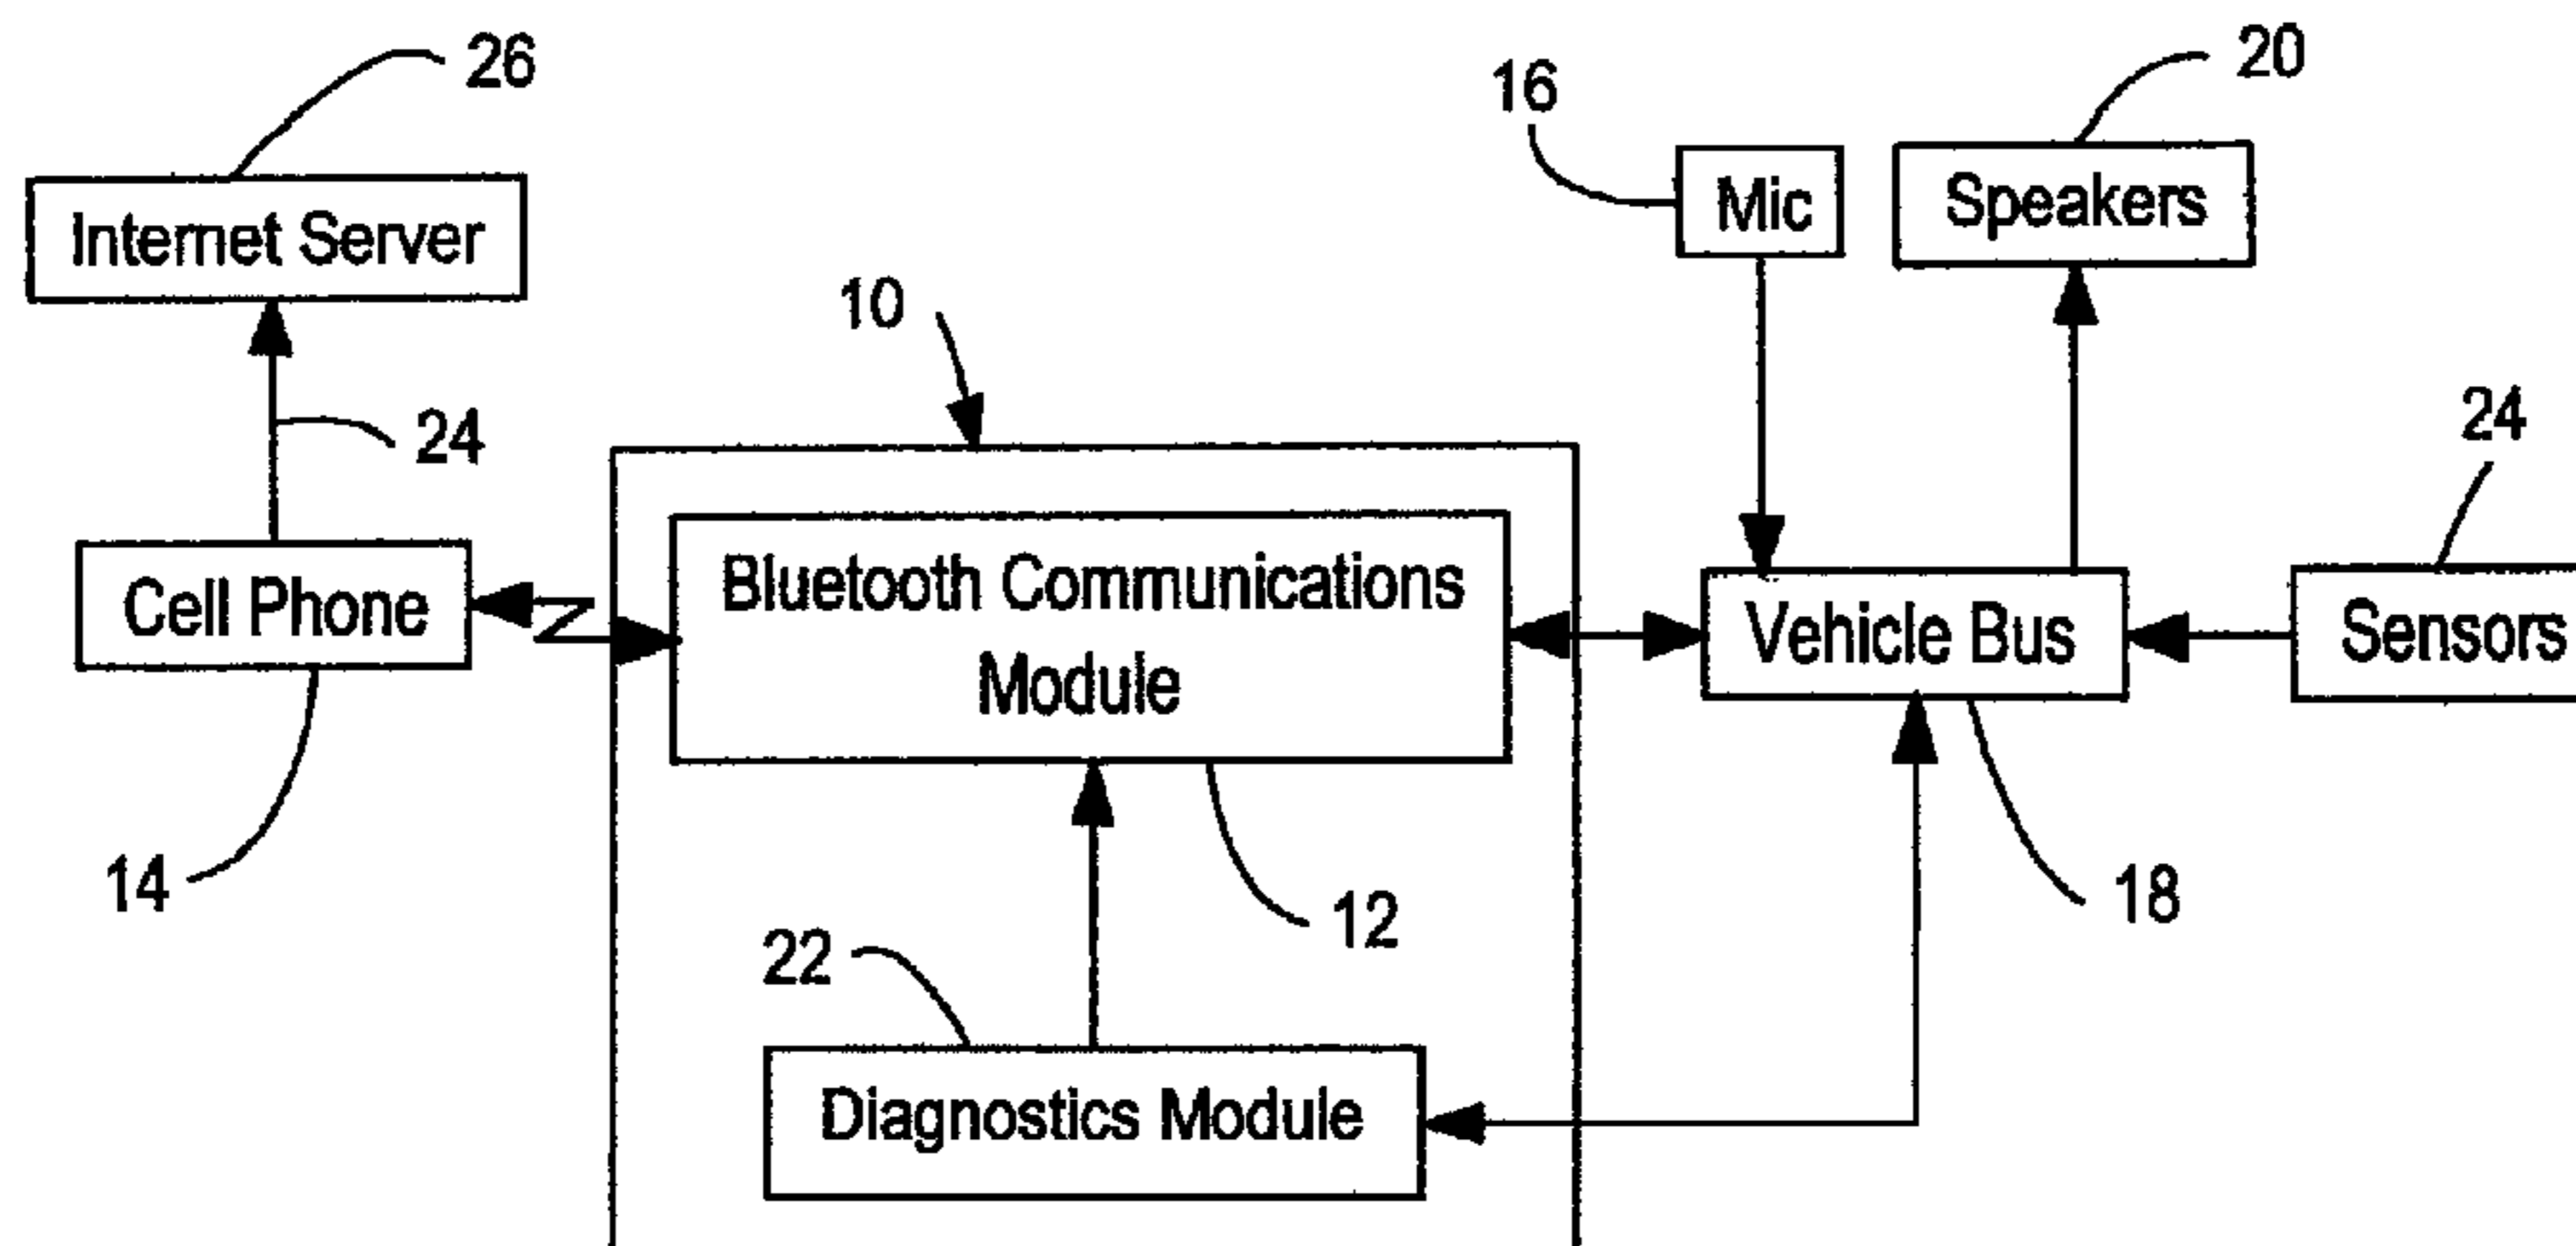 26
20
16
Mic
Speakers
Internet Server
10
24
24
Bluetooth Communications
Module
Cell Phone
Vehicle Bus
Sensors
14
12
18
22
Diagnostics Module